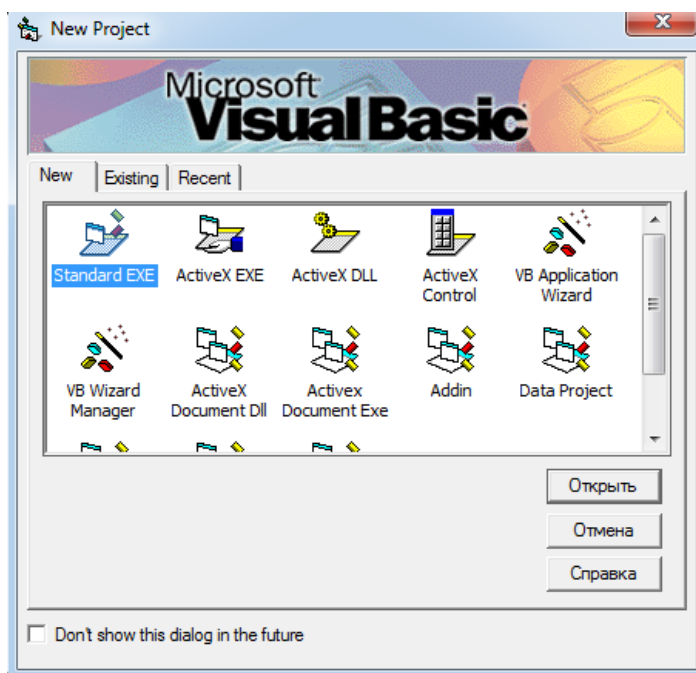 New Project
Microsoft
Visual Basic
New Existing Recent
Standard EXE ActiveX EXE ActiveX DLL ActiveX Control VB Application Wizard
VB Wizard Manager ActiveX Document Dll Activex Document Exe Addin Data Project
Открыть
Отмена
Справка
Don't show this dialog in the future